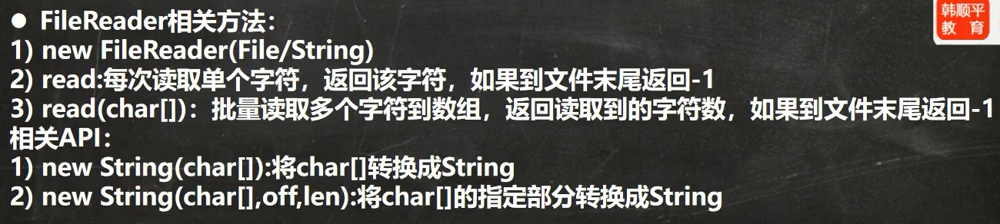 ● FileReader相关方法：
韩顺平
教 育
1) new FileReader(File/String)
2) read:每次读取单个字符，返回该字符，如果到文件末尾返回-1
3) read(char[])：批量读取多个字符到数组，返回读取到的字符数，如果到文件末尾返回-1
相关API：
1) new String(char[]):将char[]转换成String
2) new String(char[],off,len):将char[]的指定部分转换成String